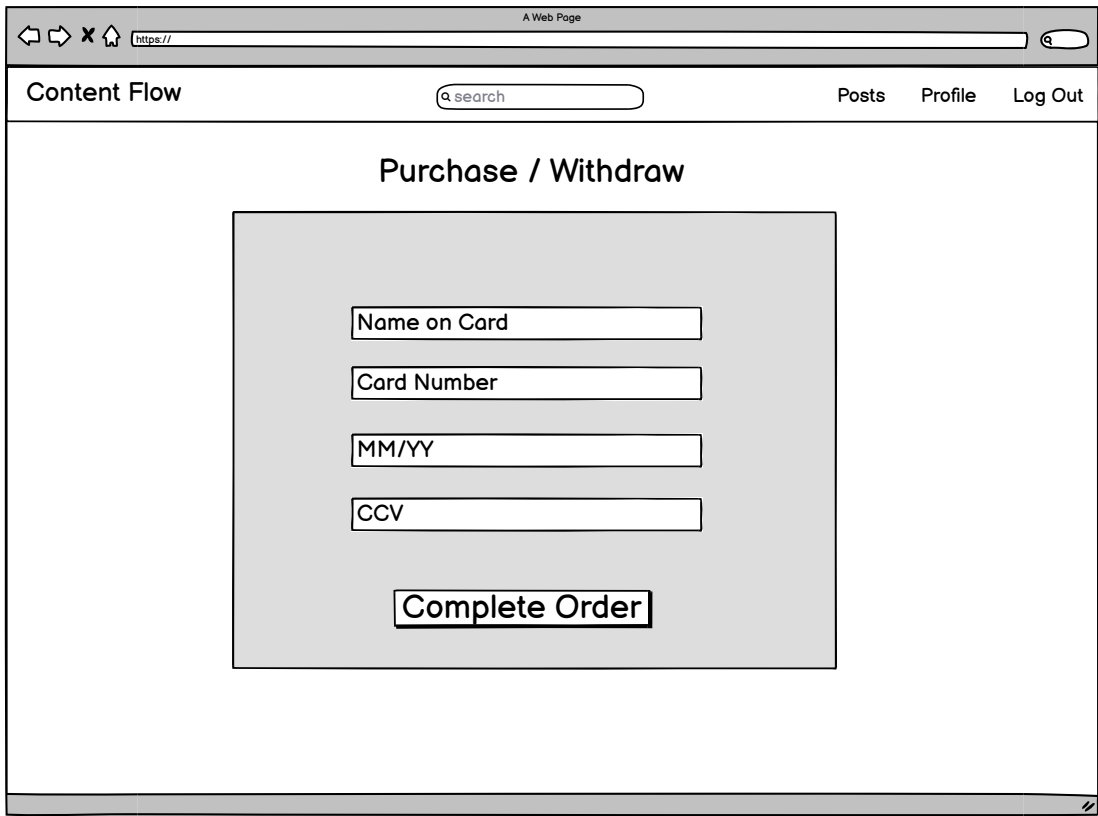 A Web Page
https://
Content Flow
search
Posts Profile Log Out
Purchase / Withdraw
Name on Card
Card Number
MM/YY
CCV
Complete Order